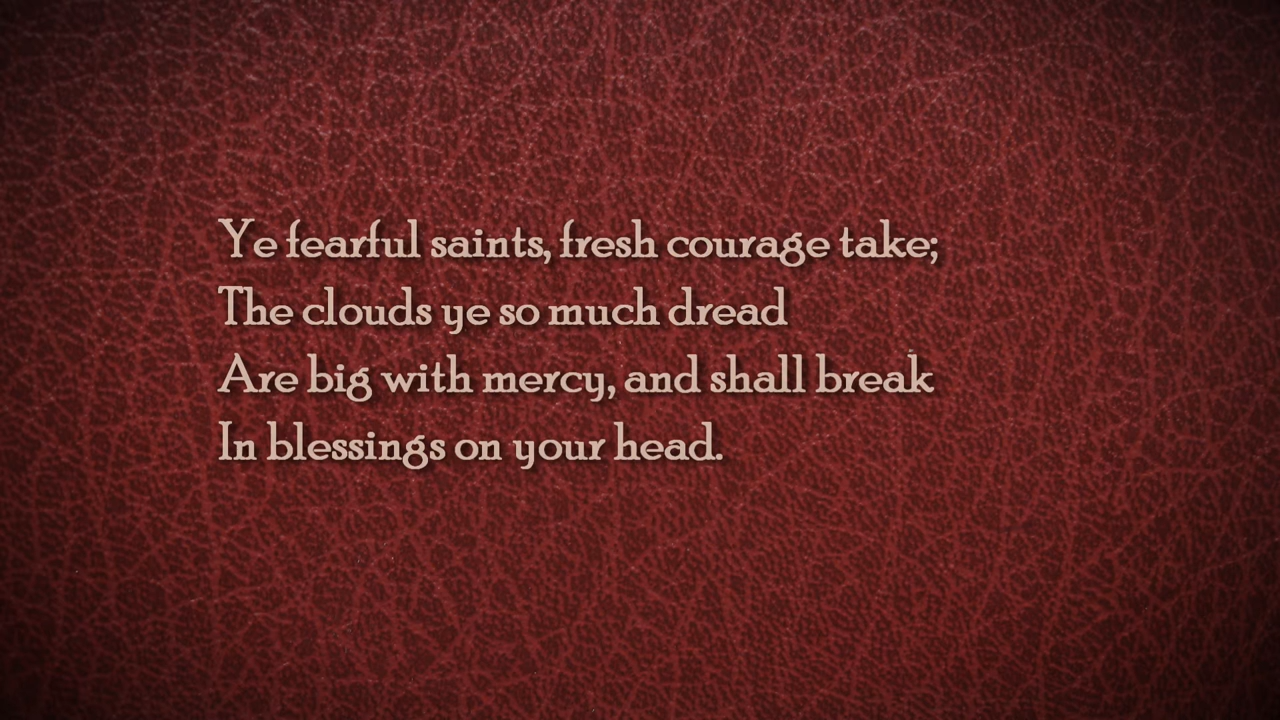 Ye fearful saints, fresh courage take;
The clouds ye so much dread
Are big with mercy, and shall break
In blessings on your head.